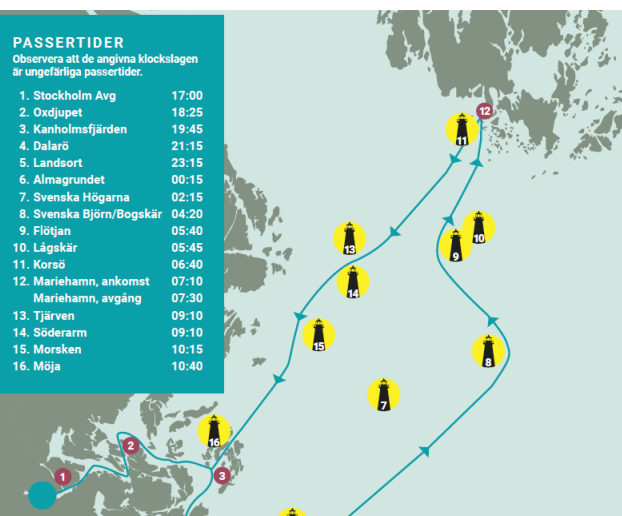 PASSERTIDER
Observera att de angivna klockslagen
är ungefärliga passertider.
1. Stockholm Avg 17:00
2. Oxdjupet 18:25
3. Kanholmsfjärden 19:45
4. Dalarö 21:15
5. Landsort 23:15
6. Almagrundet 00:15
7. Svenska Högarna 02:15
8. Svenska Björn/Bogskär 04:20
9. Flötjan 05:40
10. Lågskär 05:45
11. Korsö 06:40
12. Mariehamn, ankomst 07:10
Mariehamn, avgång 07:30
13. Tjärven 09:10
14. Söderarm 09:10
15. Morsken 10:15
16. Möja 10:40
12
11
10
13
9
14
15
8
7
16
2
1
3